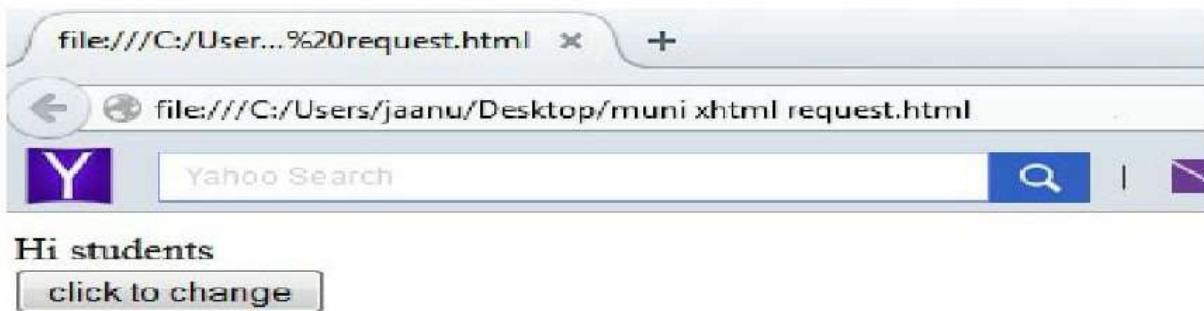 file:///C:/User...%20request.html × +
file:///C:/Users/jaanu/Desktop/muni xhtml request.html
Y Yahoo Search |
Hi students
click to change